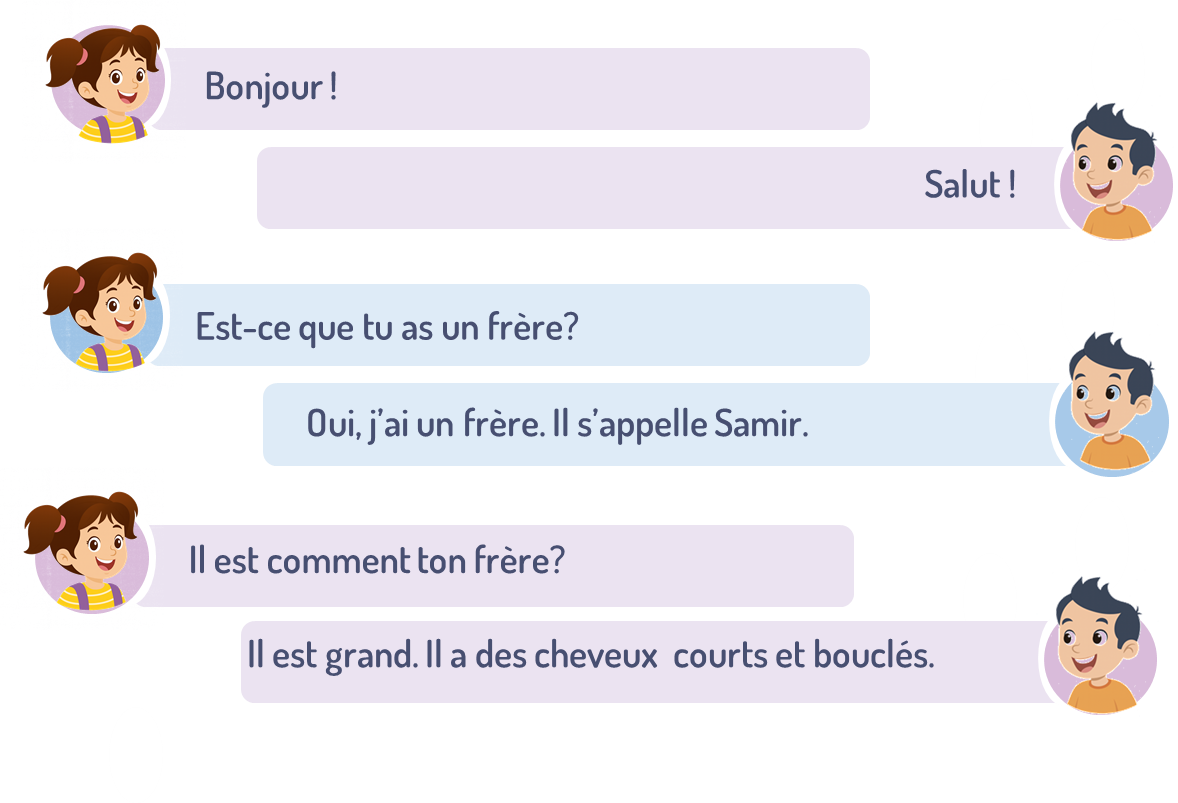 Bonjour !
Salut !
Est-ce que tu as un frère?
Oui, j’ai un frère. Il s’appelle Samir.
Il est comment ton frère?
Il est grand. Il a des cheveux  courts et bouclés.